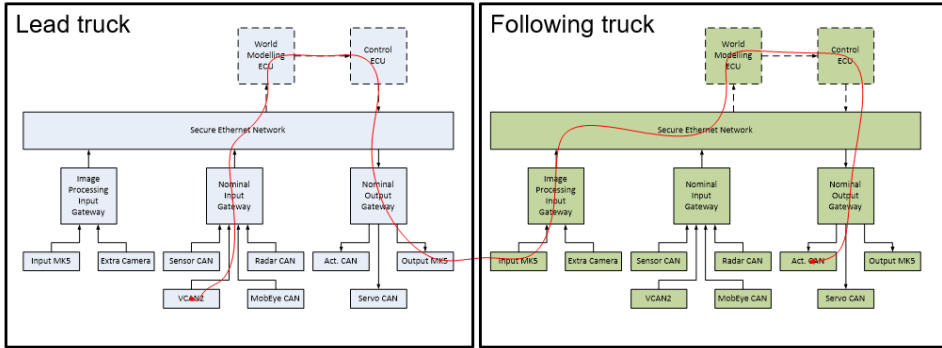 Lead truck
World
Modelling
ECU
Control
ECU
Secure Ethernet Network
Image
Processing
Input
Gateway
Nominal
Input
Gateway
Nominal
Output
Gateway
Input MK5
Extra Camera
Sensor CAN
Radar CAN
Act. CAN
Output MK5
VCAN2
MobEye CAN
Servo CAN
Following truck
World
Modelling
ECU
Control
ECU
Secure Ethernet Network
Image
Processing
Input
Gateway
Nominal
Input
Gateway
Nominal
Output
Gateway
Input MK5
Extra Camera
Sensor CAN
Radar CAN
Act. CAN
Output MK5
VCAN2
MobEye CAN
Servo CAN